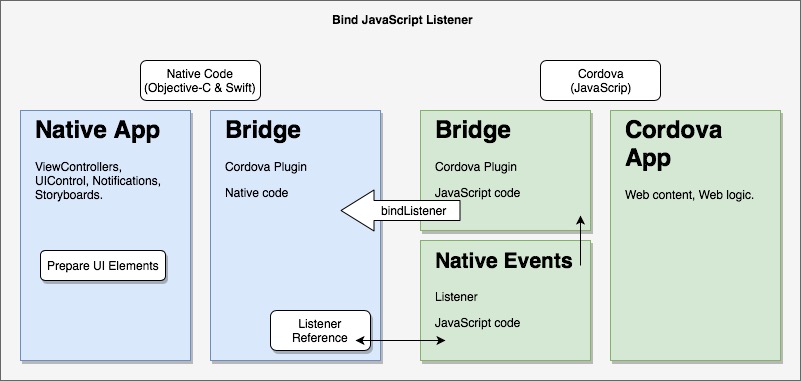 Bind JavaScript Listener
Native Code
(Objective-C & Swift)
Cordova
(JavaScrip)
Native App
ViewControllers,
UIControl, Notifications,
Storyboards.
Prepare UI Elements
Bridge
Cordova Plugin
Native code
Listener
Reference
Bridge
Cordova Plugin
JavaScript code
bindListener
Native Events
Listener
JavaScript code
Cordova
App
Web content, Web logic.